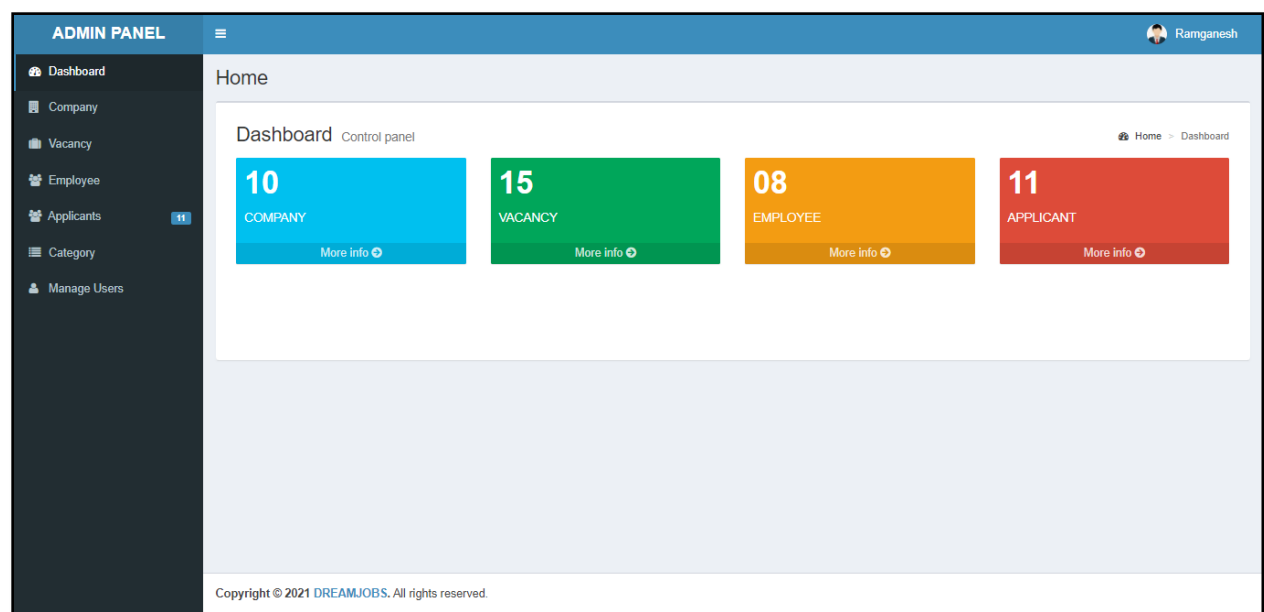 ADMIN PANEL
Ramganesh
Dashboard
Company
Vacancy
Employee
Applicants 11
Category
Manage Users
Home
Dashboard Control panel
Home > Dashboard
10
COMPANY
More info
15
VACANCY
More info
08
EMPLOYEE
More info
11
APPLICANT
More info
Copyright © 2021 DREAMJOBS. All rights reserved.